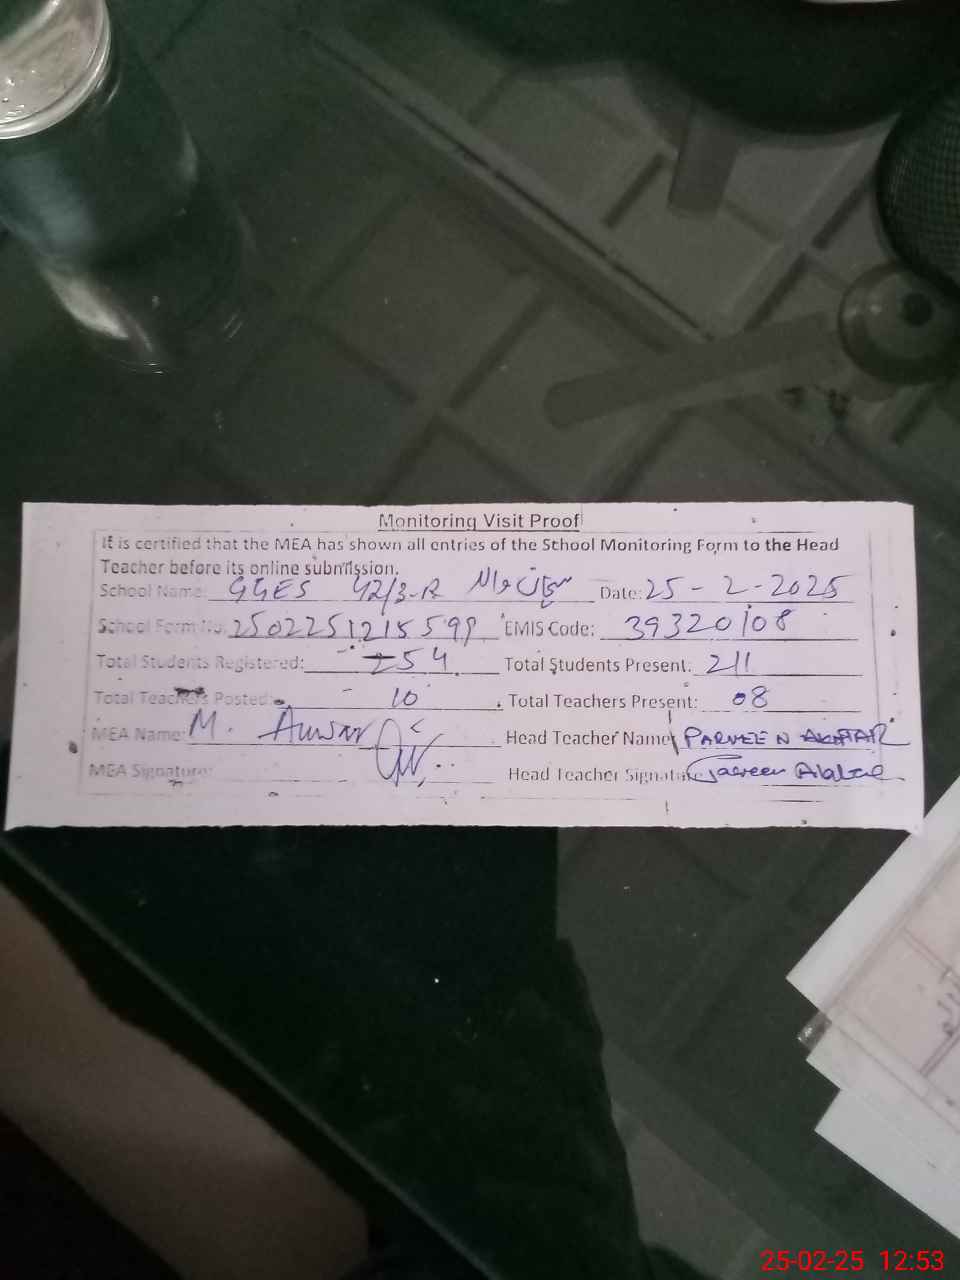 Monitoring Visit Proof
It is certified that the MEA has shown all entries of the School Monitoring Form to the Head
Teacher before its online submission.
School Name: GGES 42/3-R Date: 25-2-2025
School Form No: 2502251215599 EMIS Code: 39320108
Total Students Registered: 254 Total Students Present: 211
Total Teachers Posted: 10 Total Teachers Present: 08
MEA Name: M. Anwar Head Teacher Name: PARVEEN AKHTAR
MEA Signature: Head Teacher Signature Parveen Akhtar
25-02-25 12:53